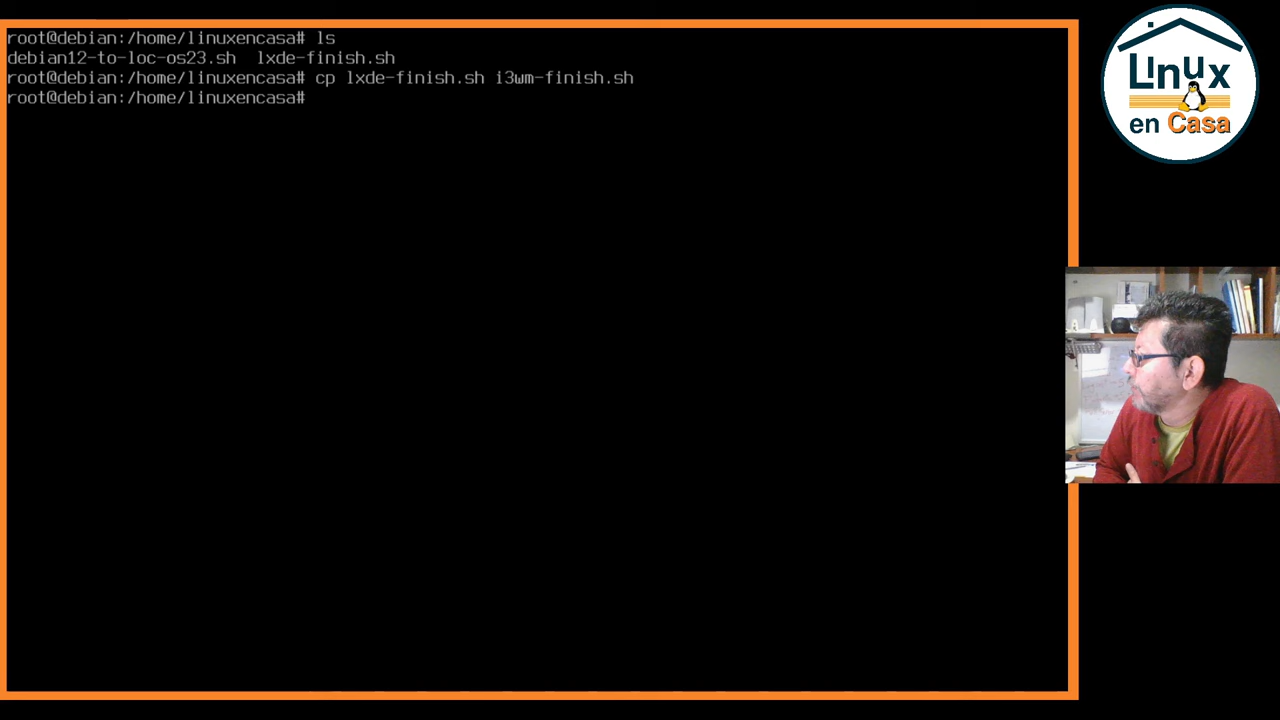 root@debian:/home/linuxencasa# ls
debian12-to-loc-os23.sh  lxde-finish.sh
root@debian:/home/linuxencasa# cp lxde-finish.sh i3wm-finish.sh
root@debian:/home/linuxencasa#
Linux
en Casa